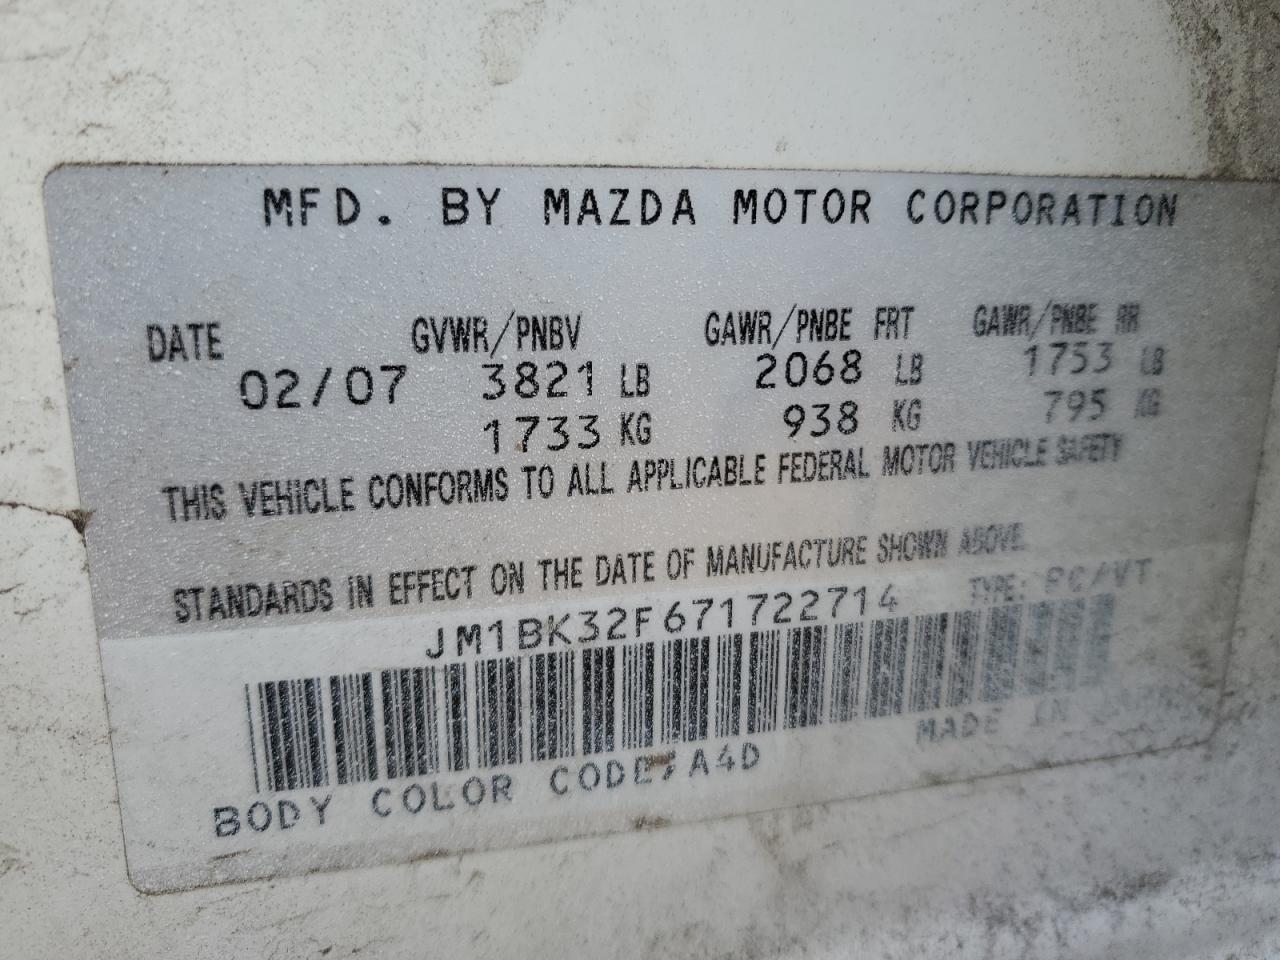 MFD. BY MAZDA MOTOR CORPORATION
DATE GVWR/PNBV GAWR/PNBE FRT GAWR/PNBE RR
02/07 3821 LB 2068 LB 1753 LB
1733 KG 938 KG 795 KG
THIS VEHICLE CONFORMS TO ALL APPLICABLE FEDERAL MOTOR VEHICLE SAFETY
STANDARDS IN EFFECT ON THE DATE OF MANUFACTURE SHOWN ABOVE.
JM1BK32F671722714 TYPE: PC/VT
MADE IN
BODY COLOR CODE: A4D